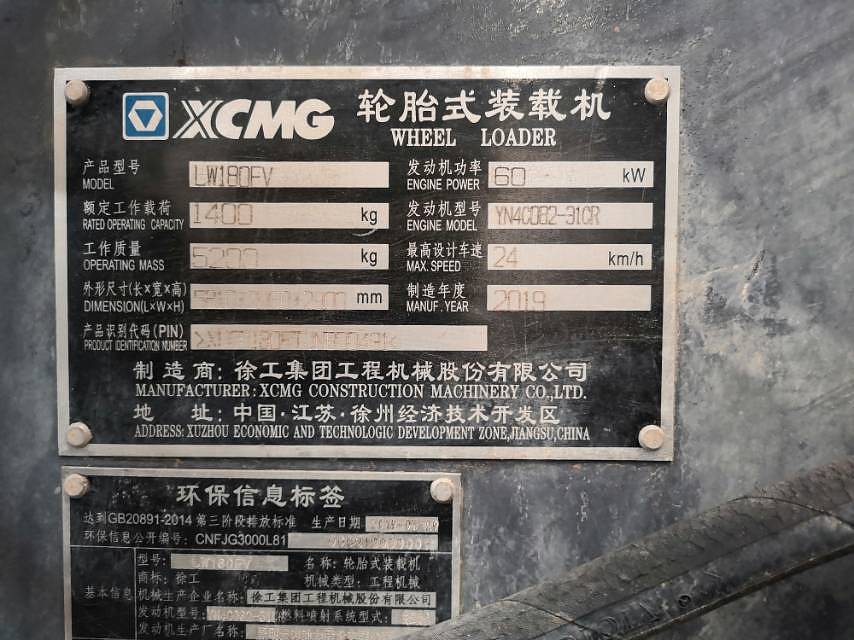 XCMG 轮胎式装载机
WHEEL LOADER
产品型号 LW180FV 发动机功率 60 kW
MODEL ENGINE POWER
额定工作载荷 1400 kg 发动机型号
RATED OPERATING CAPACITY ENGINE MODEL
工作质量 5200 kg 最高设计车速 24 km/h
OPERATING MASS MAX. SPEED
外形尺寸(长×宽×高) mm 制造年度 2019
DIMENSION(L×W×H) MANUF. YEAR
产品识别代码(PIN)
PRODUCT IDENTIFICATION NUMBER
制造商:徐工集团工程机械股份有限公司
MANUFACTURER: XCMG CONSTRUCTION MACHINERY CO.,LTD.
地 址:中国·江苏·徐州经济技术开发区
ADDRESS: XUZHOU ECONOMIC AND TECHNOLOGIC DEVELOPMENT ZONE,JIANGSU,CHINA
环保信息标签
达到GB20891-2014 第三阶段排放标准 生产日期
环保信息公开编号: CNFJG3000L81
型号: 名称: 轮胎式装载机
商标: 徐工 机械类型: 工程机械
基本信息 机械生产企业名称: 徐工集团工程机械股份有限公司
发动机型号: 燃料喷射系统型式:
发动机生产厂名称: